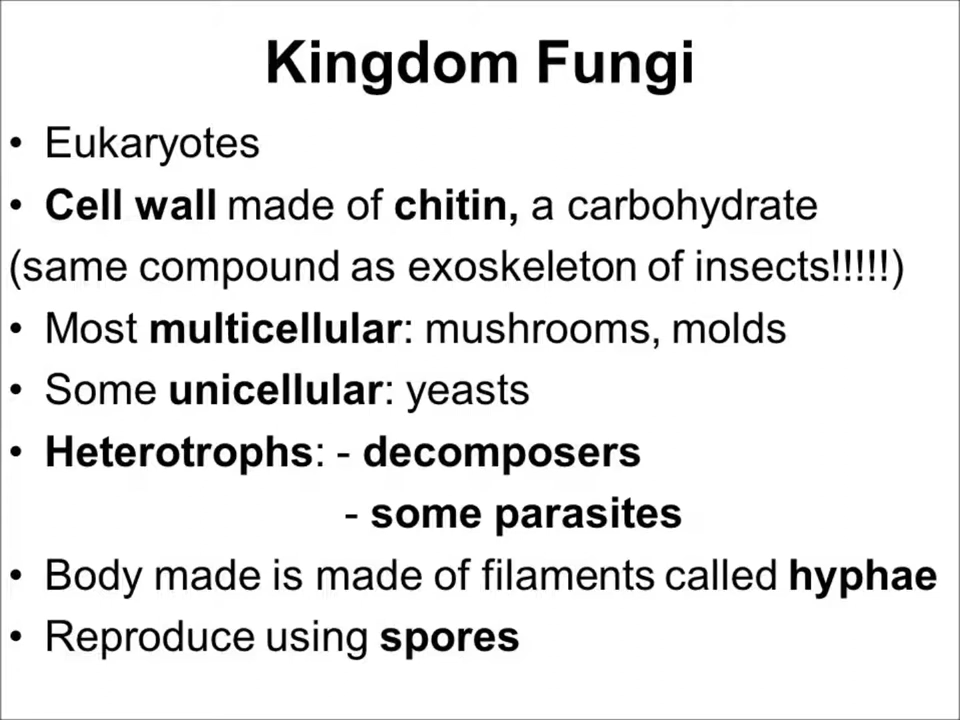 Kingdom Fungi
• Eukaryotes
• Cell wall made of chitin, a carbohydrate
(same compound as exoskeleton of insects!!!!!)
• Most multicellular: mushrooms, molds
• Some unicellular: yeasts
• Heterotrophs: - decomposers
- some parasites
• Body made is made of filaments called hyphae
• Reproduce using spores